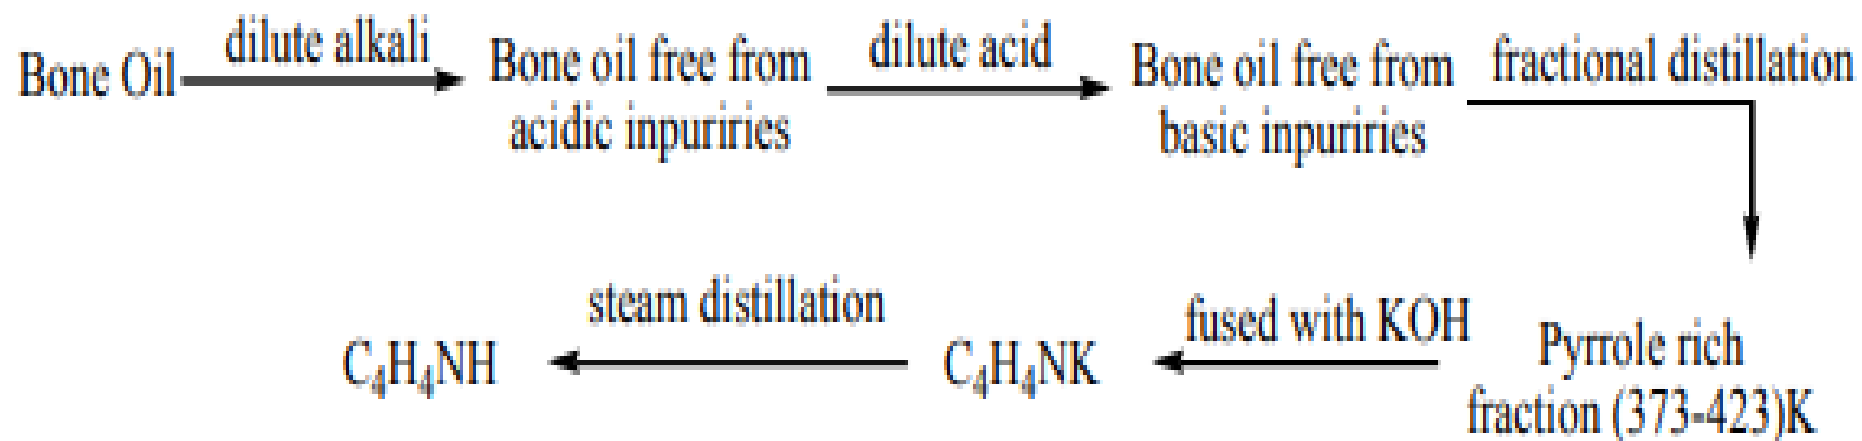 Bone Oil
dilute alkali
Bone oil free from
acidic inpuriries
dilute acid
Bone oil free from
basic inpuriries
fractional distillation
Pyrrole rich
fraction (373-423)K
fused with KOH
C₄H₄NK
steam distillation
C₄H₄NH